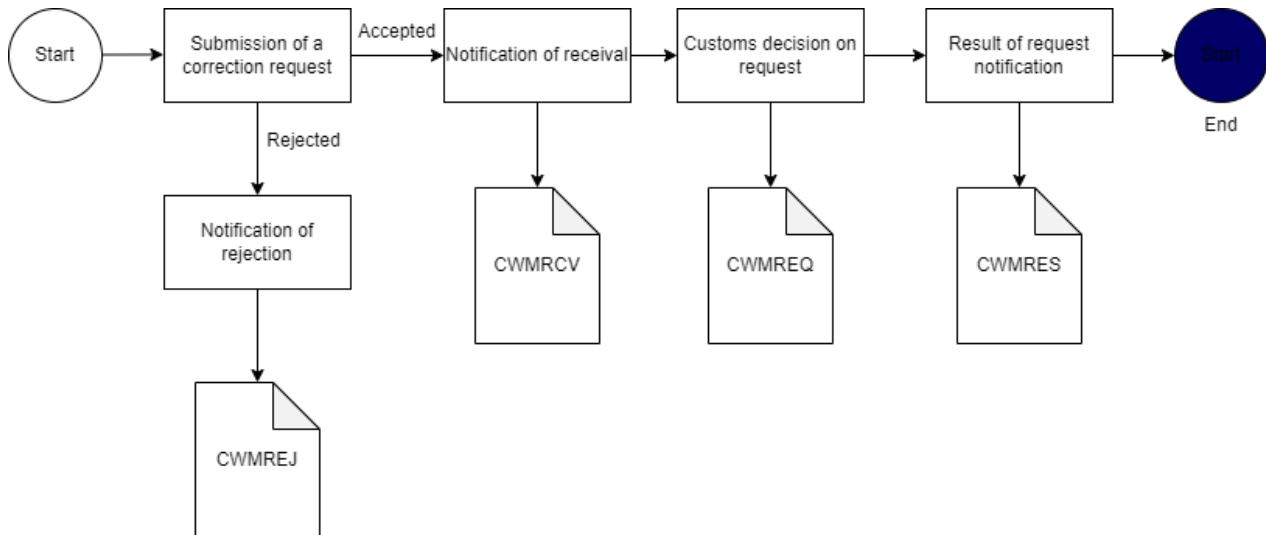 Start
Submission of a
correction request
Accepted
Notification of receival
Customs decision on
request
Result of request
notification
Start
End
Rejected
Notification of
rejection
CWMRCV
CWMREQ
CWMRES
CWMREJ